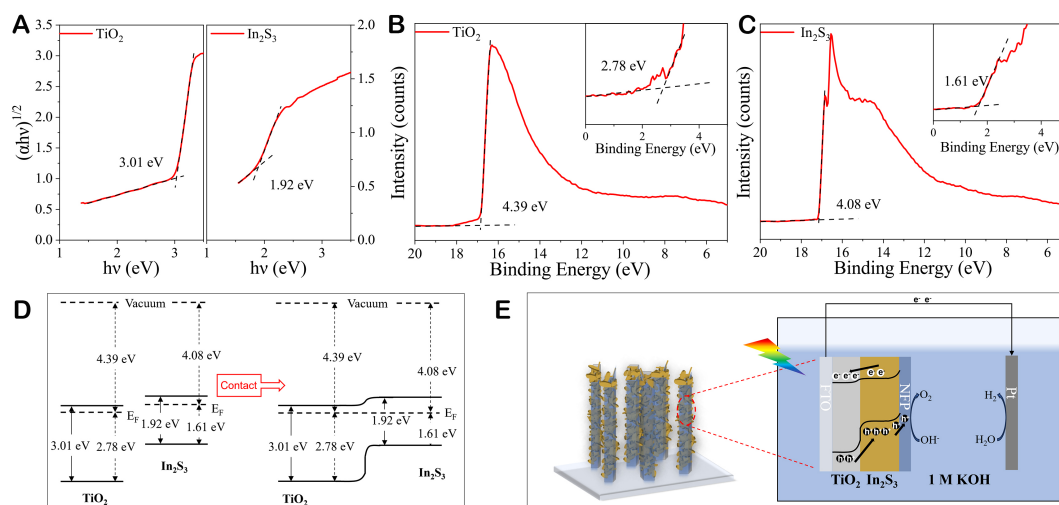 A
TiO2
In2S3
(αhν)1/2
3.5
3.0
2.5
2.0
1.5
1.0
0.5
0.0
3.01 eV
1.92 eV
2.0
1.5
1.0
0.5
0.0
1 2 3
1 2 3
hν (eV)
hν (eV)
B
TiO2
Intensity (counts)
2.78 eV
0 2 4
Binding Energy (eV)
4.39 eV
20 18 16 14 12 10 8 6
Binding Energy (eV)
C
In2S3
Intensity (counts)
1.61 eV
0 2 4
Binding Energy (eV)
4.08 eV
20 18 16 14 12 10 8 6
Binding Energy (eV)
D
Vacuum
4.39 eV
4.08 eV
EF
3.01 eV
2.78 eV
1.92 eV
1.61 eV
TiO2
In2S3
Contact
Vacuum
4.39 eV
4.08 eV
EF
3.01 eV
2.78 eV
1.92 eV
1.61 eV
TiO2
In2S3
E
e- e-
FTO
e- e- e-
e- e-
NFP
h h
h h h
h
h
O2
OH-
H2
H2O
Pt
TiO2 In2S3
1 M KOH